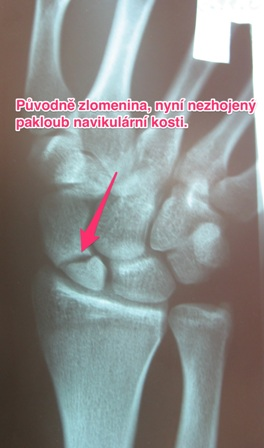 Původně zlomenina, nyní nezhojený
pakloub navikulární kosti.